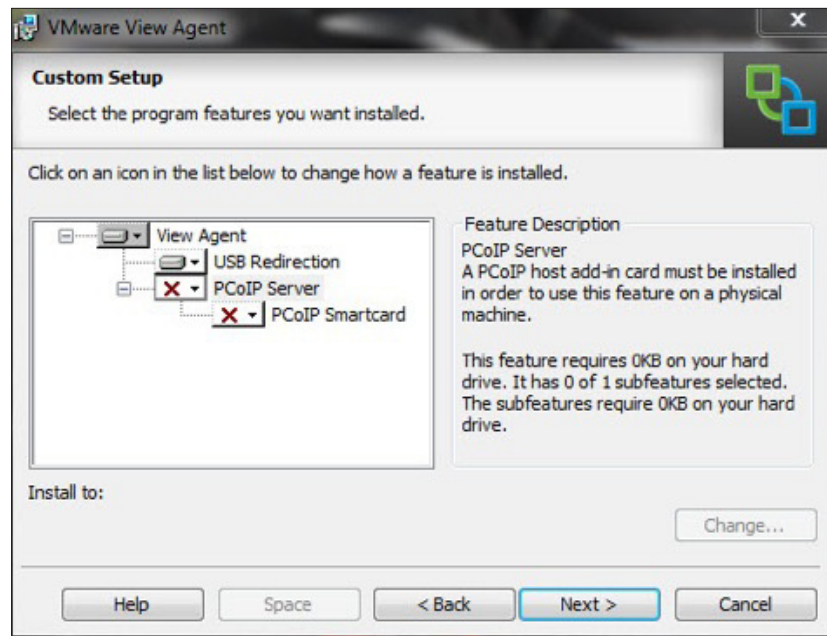 VMware View Agent
Custom Setup
Select the program features you want installed.
Click on an icon in the list below to change how a feature is installed.
View Agent
USB Redirection
PCoIP Server
PCoIP Smartcard
Feature Description
PCoIP Server
A PCoIP host add-in card must be installed
in order to use this feature on a physical
machine.
This feature requires 0KB on your hard
drive. It has 0 of 1 subfeatures selected.
The subfeatures require 0KB on your hard
drive.
Install to:
Change...
Help
Space
< Back
Next >
Cancel